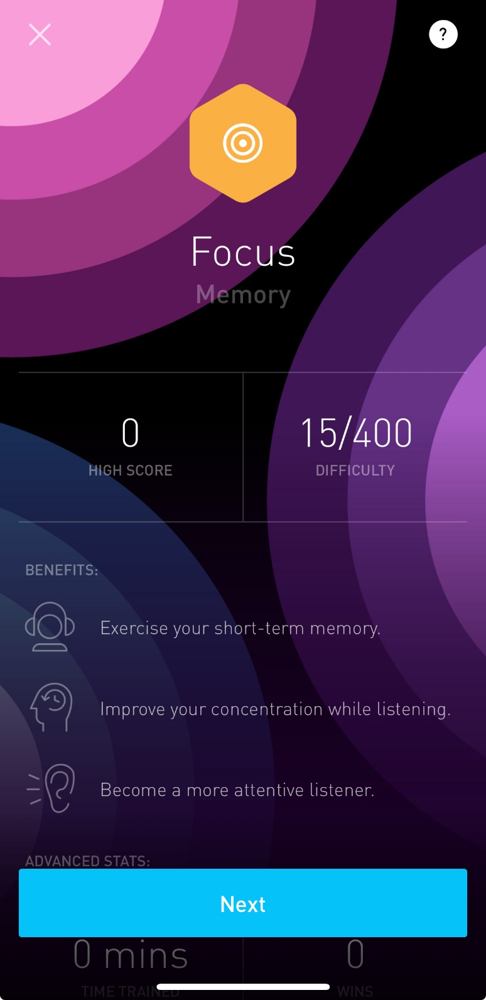 ?
Focus
Memory
0
HIGH SCORE
15/400
DIFFICULTY
BENEFITS:
Exercise your short-term memory.
Improve your concentration while listening.
Become a more attentive listener.
ADVANCED STATS:
Next
0 mins
TIME TRAINED
0
WINS